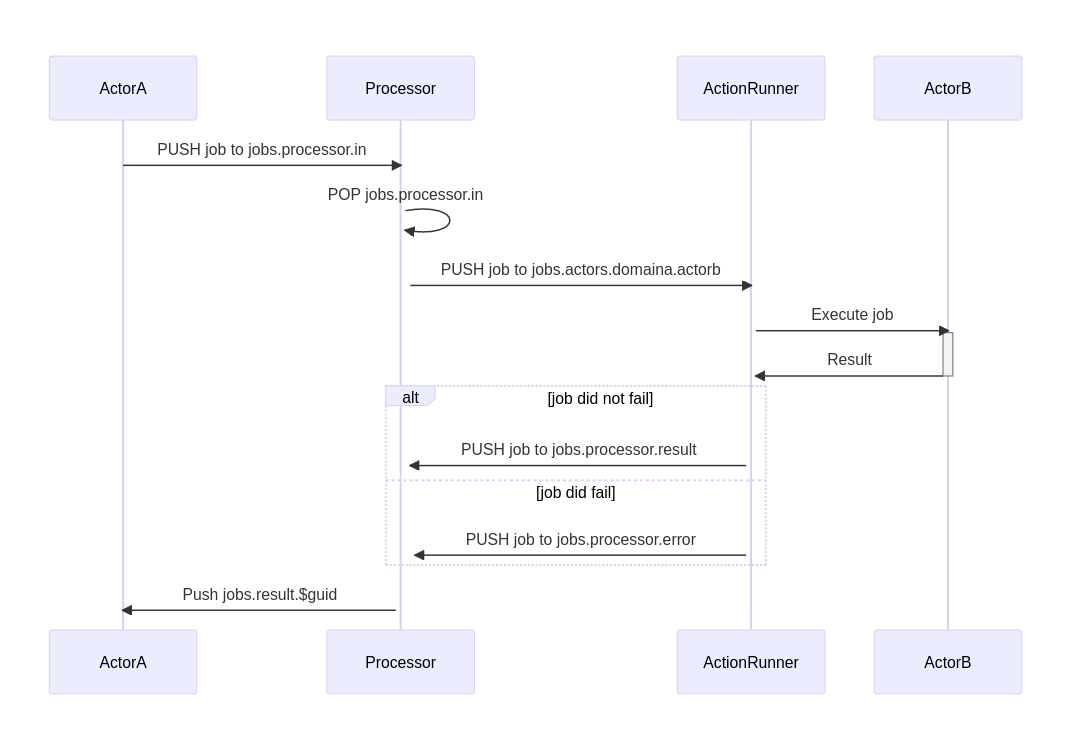 ActorA
Processor
ActionRunner
ActorB
PUSH job to jobs.processor.in
POP jobs.processor.in
PUSH job to jobs.actors.domaina.actorb
Execute job
Result
alt
[job did not fail]
PUSH job to jobs.processor.result
[job did fail]
PUSH job to jobs.processor.error
Push jobs.result.$guid
ActorA
Processor
ActionRunner
ActorB